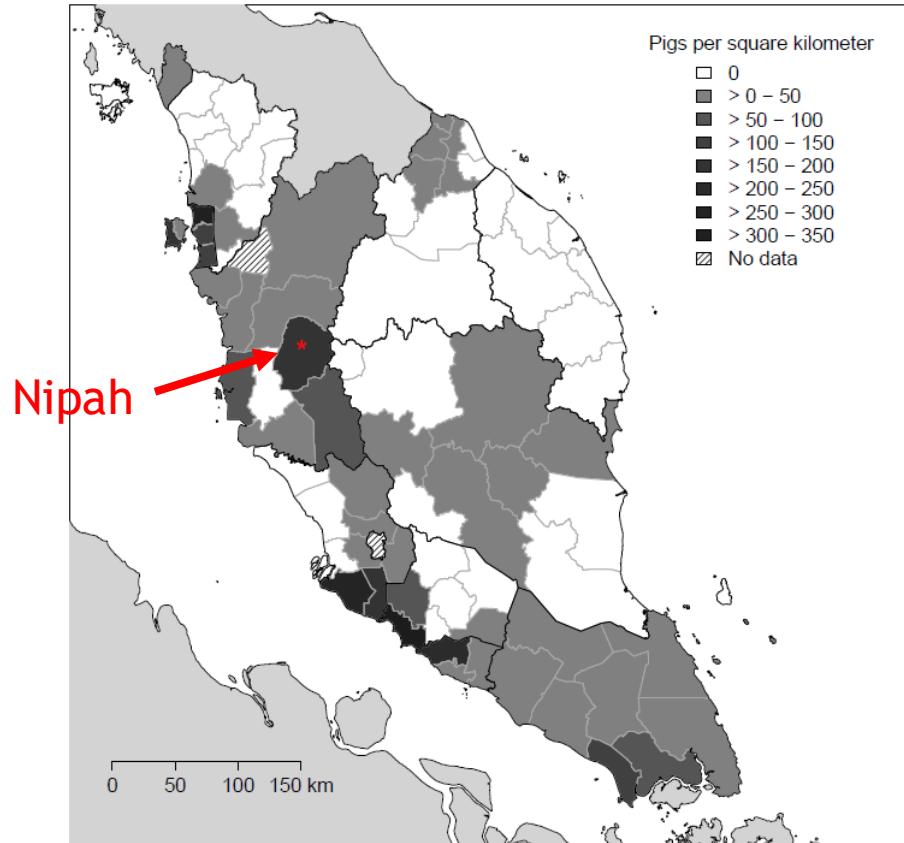 Pigs per square kilometer
0
> 0 – 50
> 50 – 100
> 100 – 150
> 150 – 200
> 200 – 250
> 250 – 300
> 300 – 350
No data
*
Nipah
0 50 100 150 km